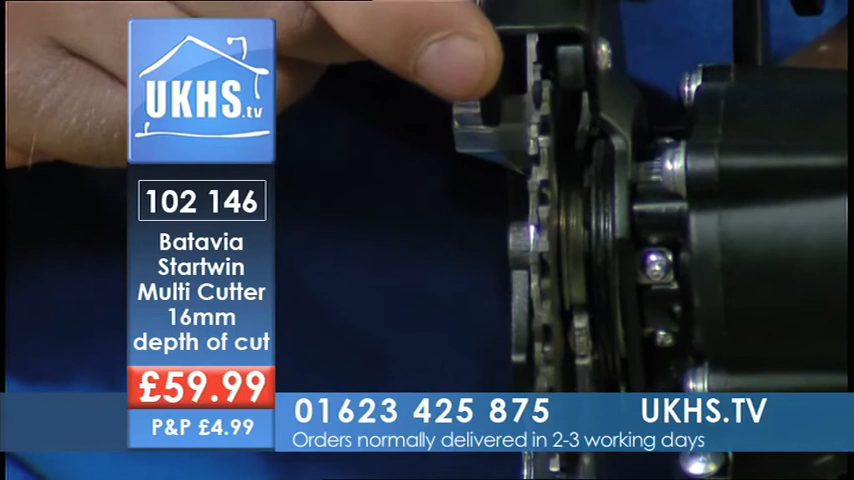 UKHS.tv
102 146
Batavia
Startwin
Multi Cutter
16mm
depth of cut
£59.99
P&P £4.99
01623 425 875
UKHS.TV
Orders normally delivered in 2-3 working days